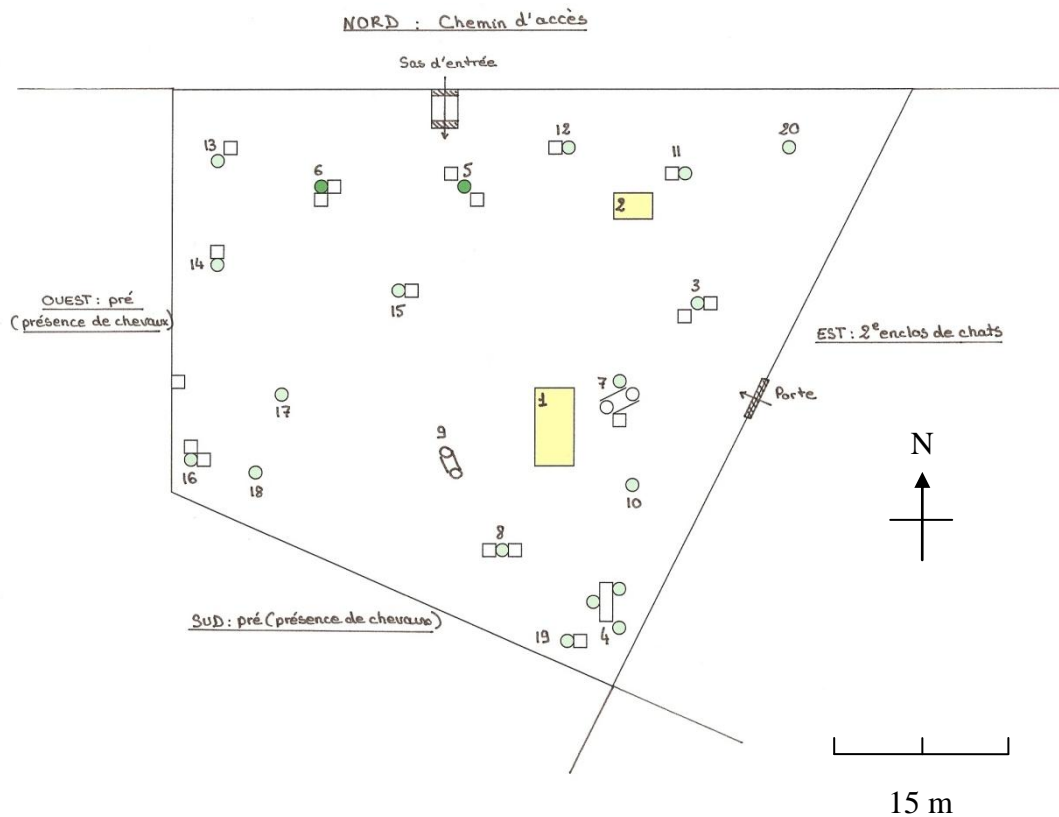 NORD : Chemin d'accès
Sas d'entrée
13
12
20
6
5
11
2
14
15
3
OUEST : pré
(présence de chevaux)
EST : 2e enclos de chats
17
1
7
Porte
9
16
18
10
N
8
SUD : pré (présence de chevaux)
19
4
15 m